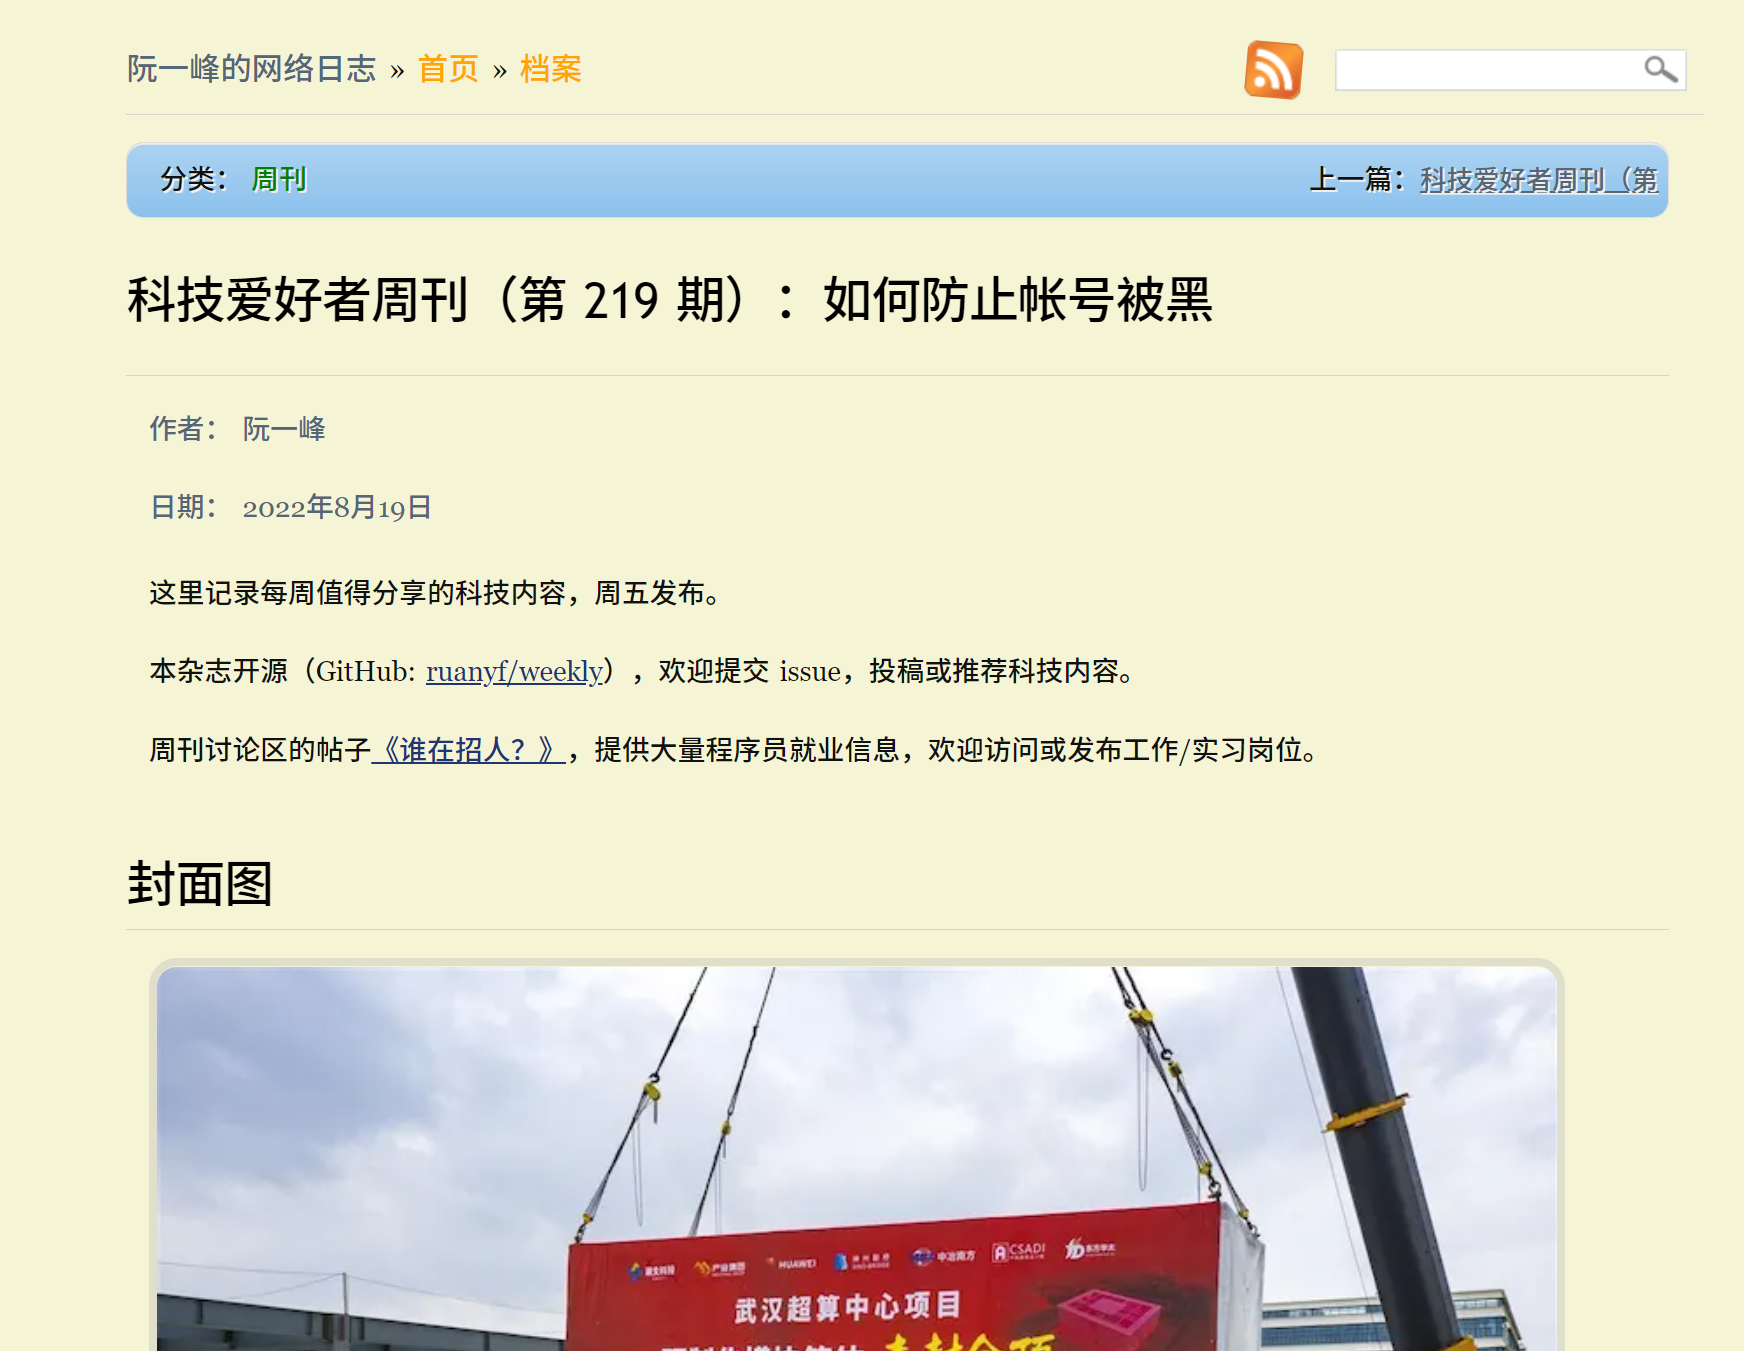 阮一峰的网络日志 » 首页 » 档案
分类： 周刊
上一篇：科技爱好者周刊（第
科技爱好者周刊（第 219 期）：如何防止帐号被黑
作者： 阮一峰
日期： 2022年8月19日
这里记录每周值得分享的科技内容，周五发布。
本杂志开源（GitHub: ruanyf/weekly），欢迎提交 issue，投稿或推荐科技内容。
周刊讨论区的帖子《谁在招人？》，提供大量程序员就业信息，欢迎访问或发布工作/实习岗位。
封面图
产业集团 HUAWEI 中冶南方 CSADI
武汉超算中心项目